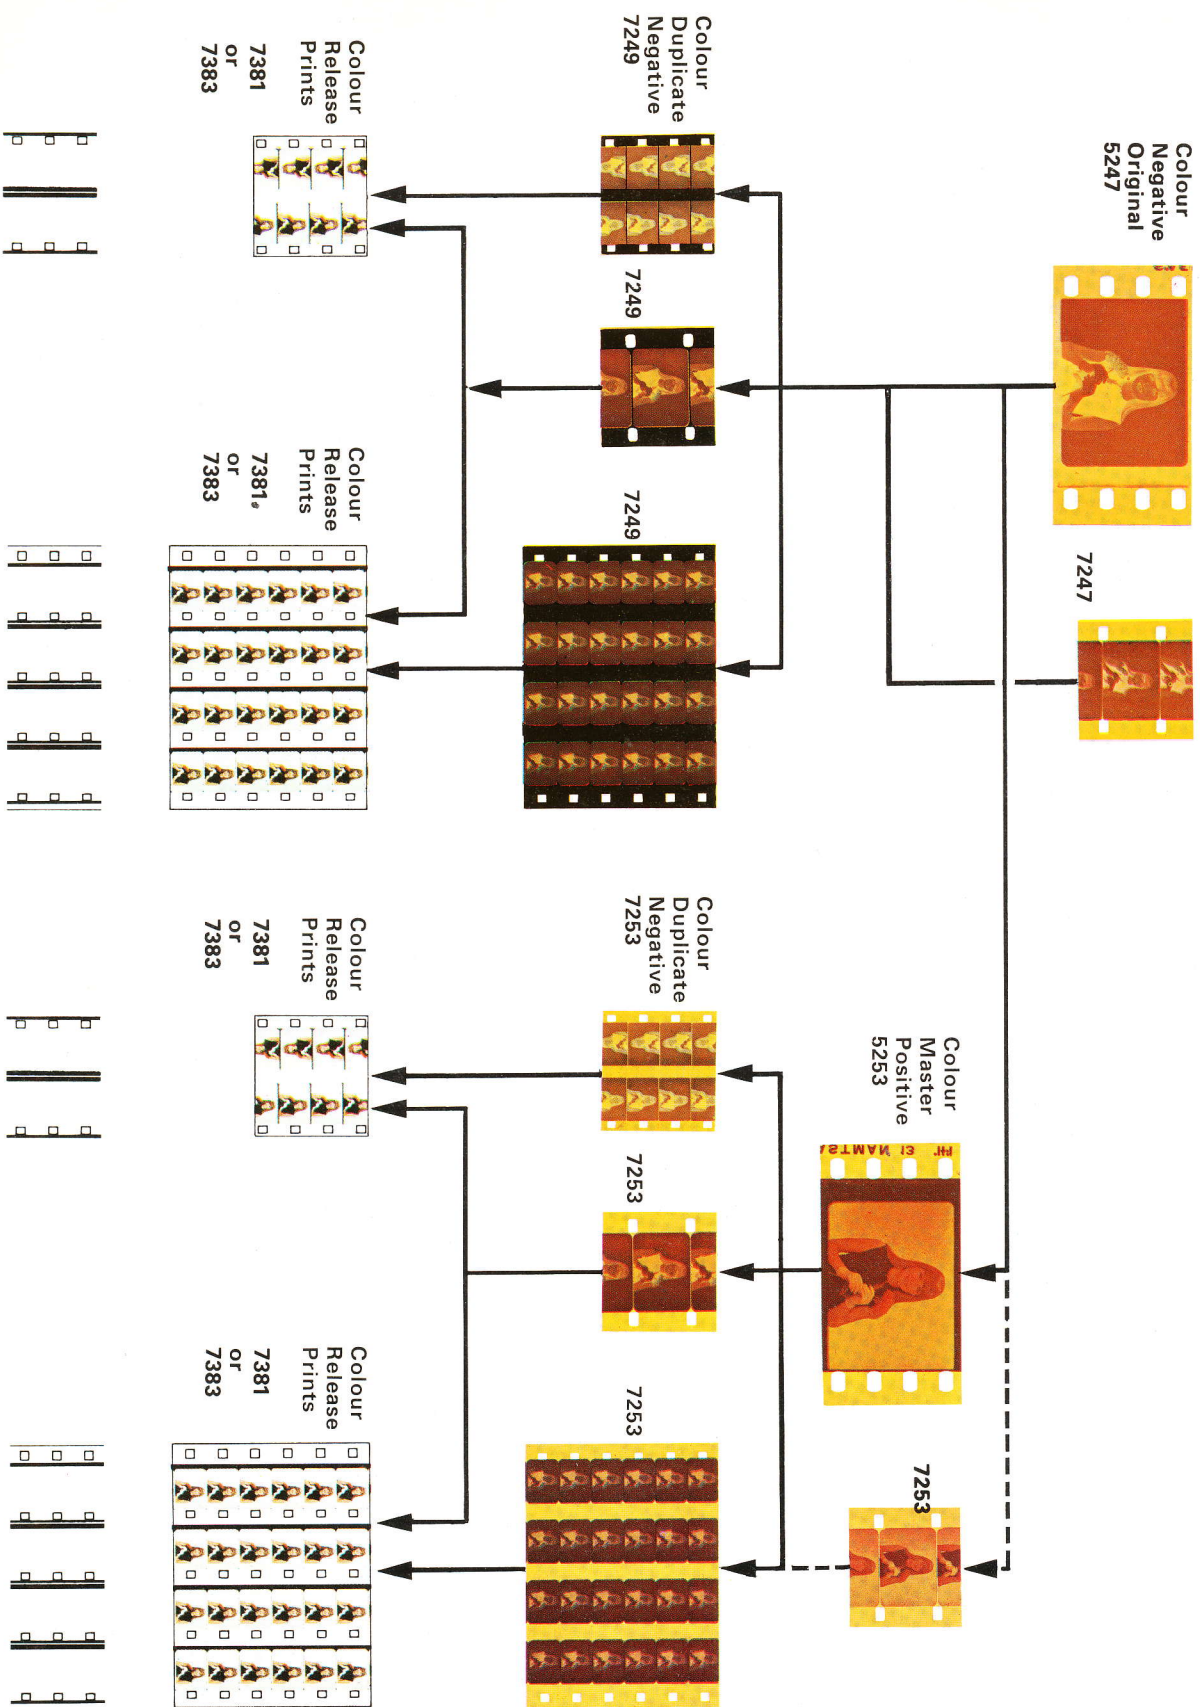 Colour
Negative
Original
5247
7247
Colour
Master
Positive
5253
7253
Colour
Duplicate
Negative
7249
7249
7249
Colour
Duplicate
Negative
7253
7253
7253
Colour
Release
Prints
7381
or
7383
Colour
Release
Prints
7381
or
7383
Colour
Release
Prints
7381
or
7383
Colour
Release
Prints
7381
or
7383